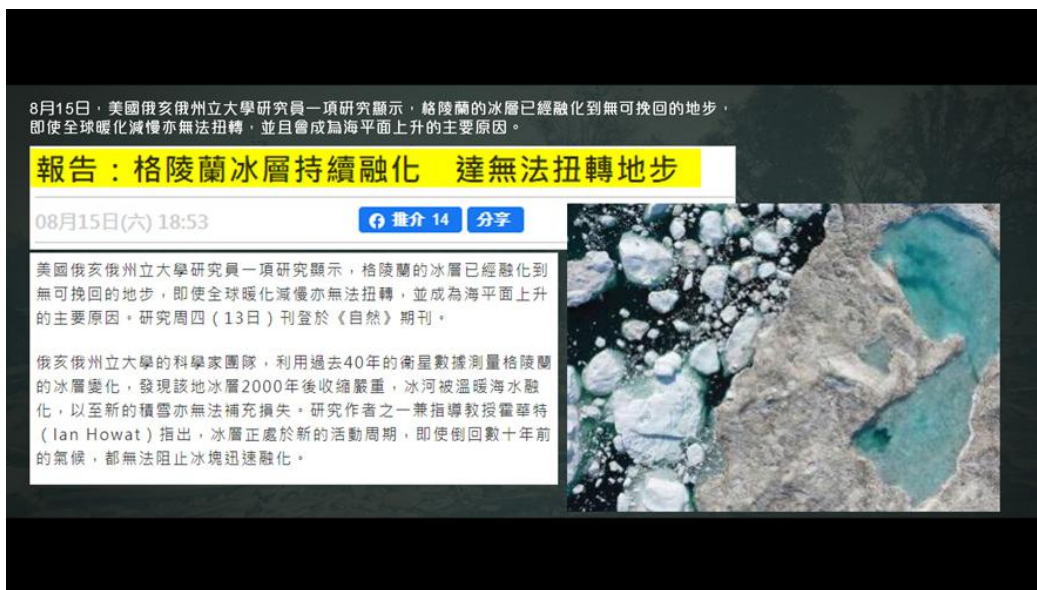 8月15日，美國俄亥俄州立大學研究員一項研究顯示，格陵蘭的冰層已經融化到無可挽回的地步，
即使全球暖化減慢亦無法扭轉，並且會成為海平面上升的主要原因。
報告：格陵蘭冰層持續融化　達無法扭轉地步
08月15日(六) 18:53
推介 14 分享
美國俄亥俄州立大學研究員一項研究顯示，格陵蘭的冰層已經融化到
無可挽回的地步，即使全球暖化減慢亦無法扭轉，並成為海平面上升
的主要原因。研究周四（13日）刊登於《自然》期刊。
俄亥俄州立大學的科學家團隊，利用過去40年的衛星數據測量格陵蘭
的冰層變化，發現該地冰層2000年後收縮嚴重，冰河被溫暖海水融
化，以至新的積雪亦無法補充損失。研究作者之一兼指導教授霍華特
（Ian Howat）指出，冰層正處於新的活動周期，即使倒回數十年前
的氣候，都無法阻止冰塊迅速融化。